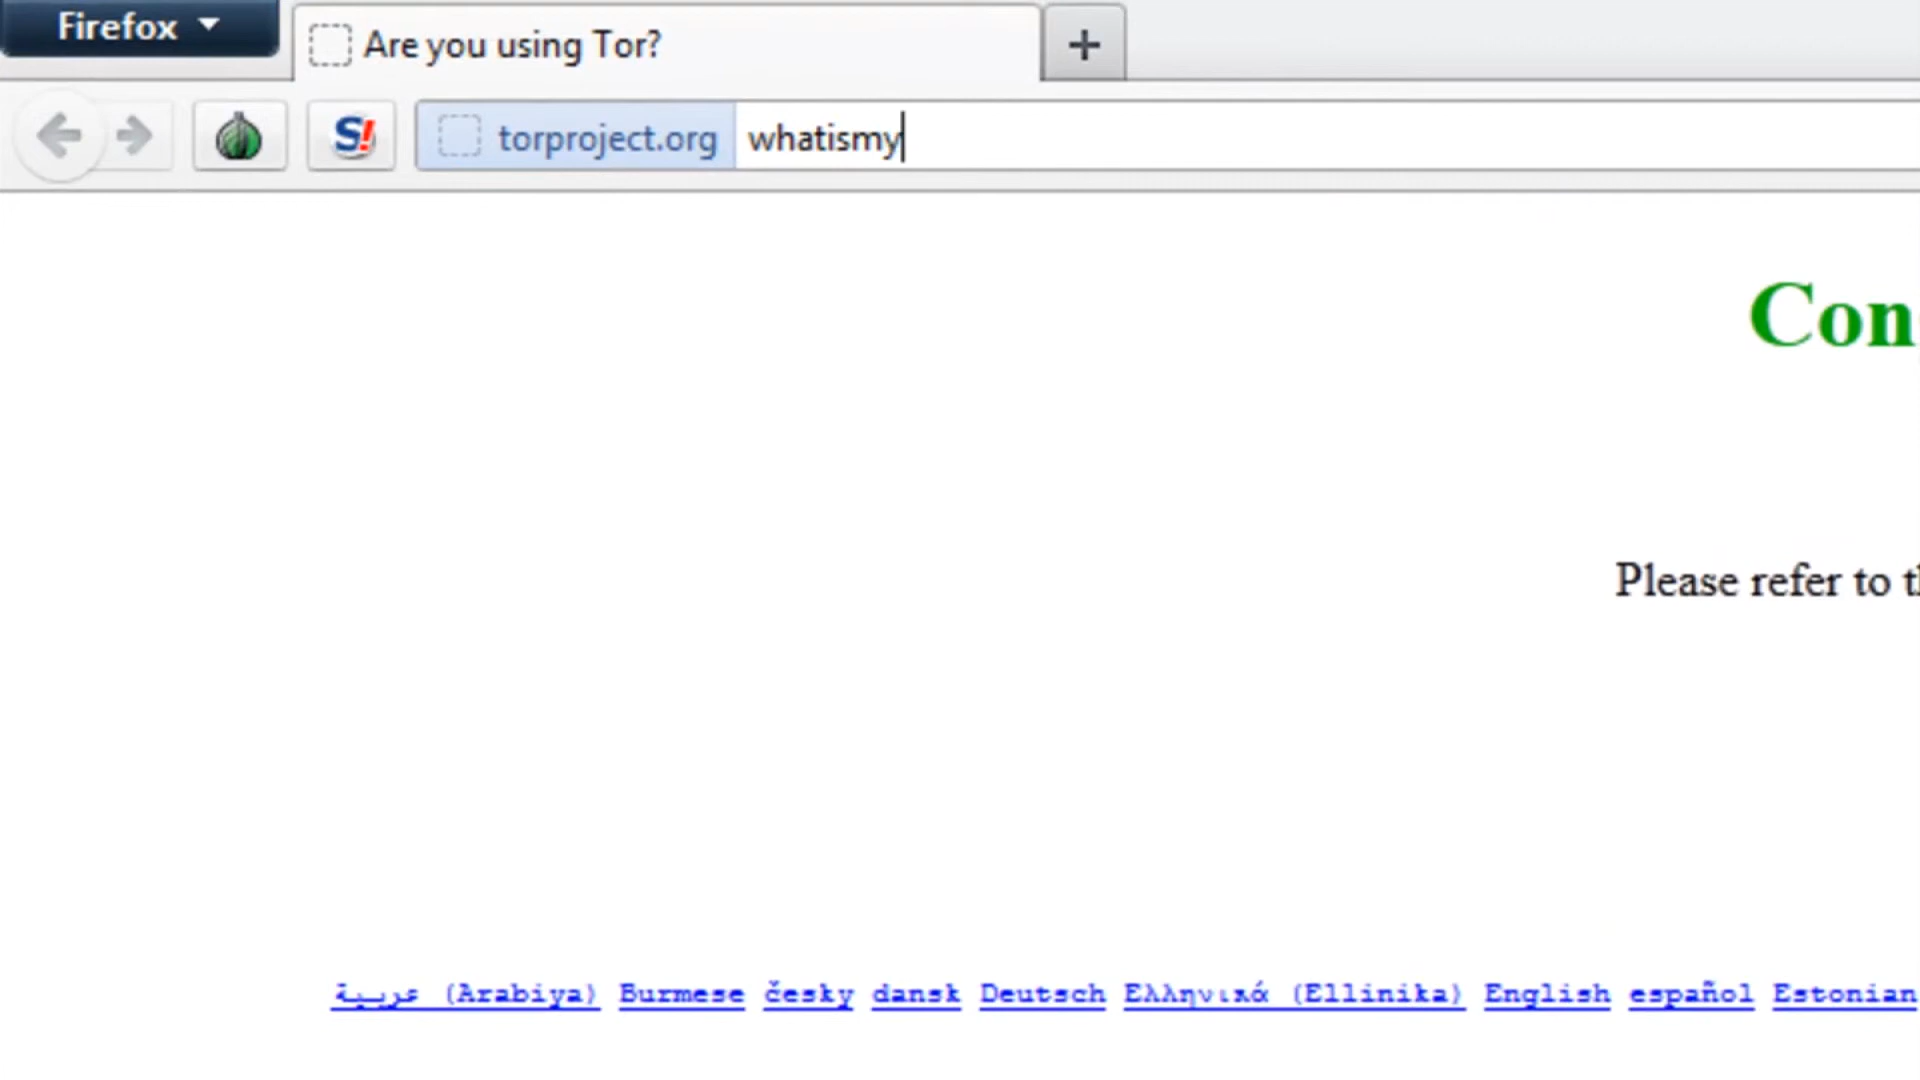 Firefox
Are you using Tor?
S!
torproject.org whatismy
Con
Please refer to
عربية (Arabiya) Burmese česky dansk Deutsch Ελληνικά (Ellinika) English español Estonian